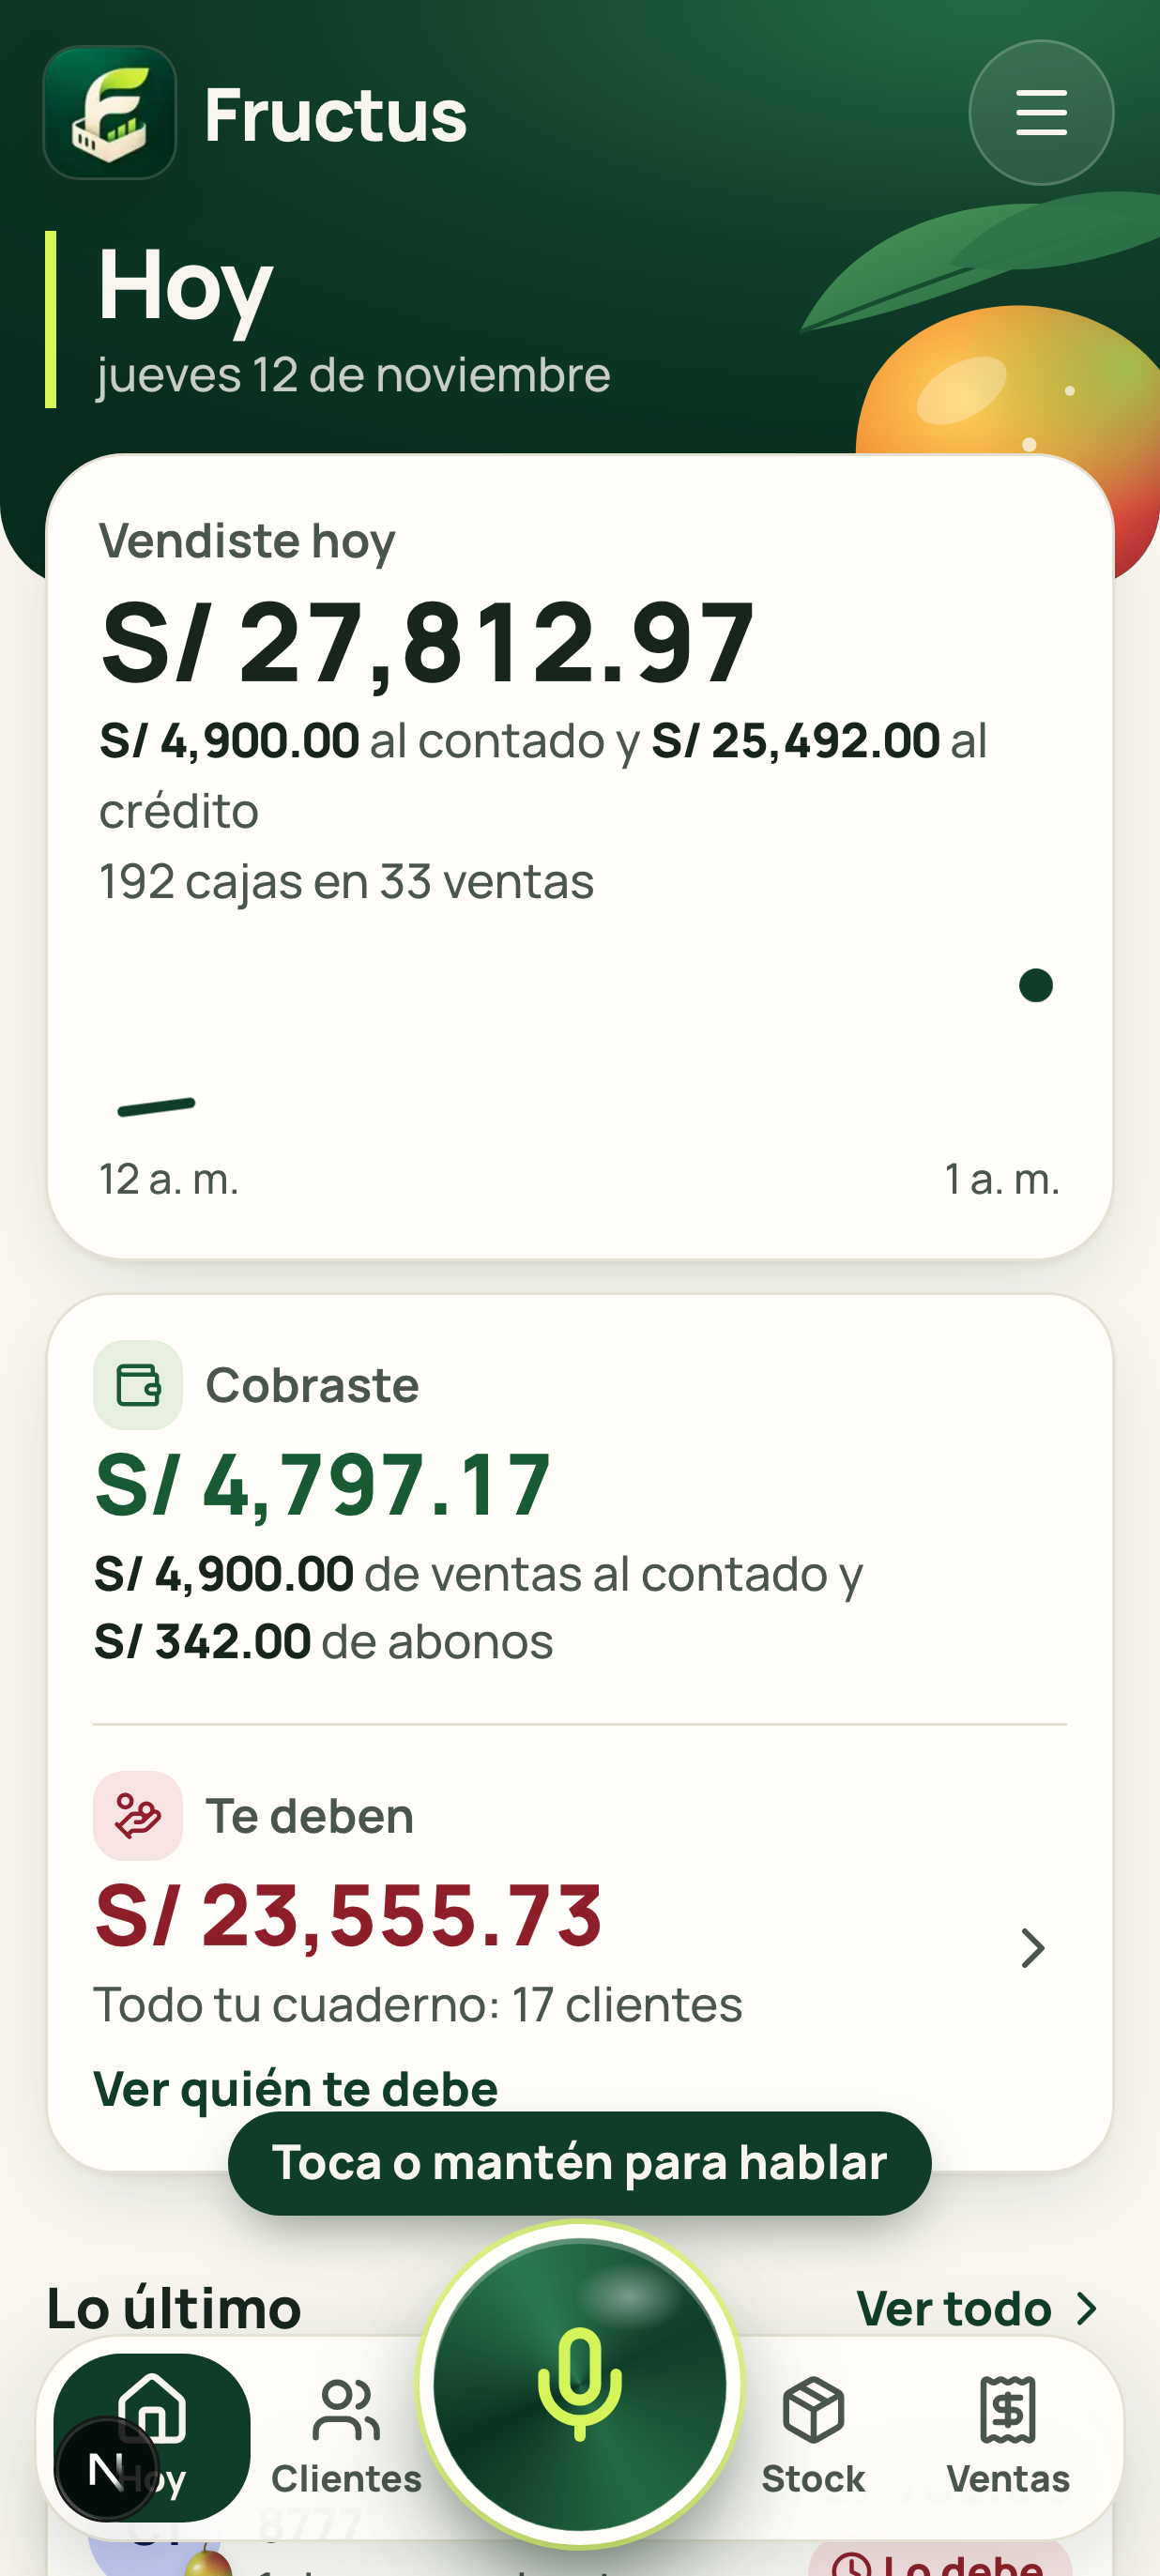 Fructus
Hoy
jueves 12 de noviembre
Vendiste hoy
S/ 27,812.97
S/ 4,900.00 al contado y S/ 25,492.00 al
crédito
192 cajas en 33 ventas
12 a. m.
1 a. m.
Cobraste
S/ 4,797.17
S/ 4,900.00 de ventas al contado y
S/ 342.00 de abonos
Te deben
S/ 23,555.73
Todo tu cuaderno: 17 clientes
Ver quién te debe
Toca o mantén para hablar
Lo último
Ver todo
N
Hoy
Clientes
Stock
Ventas
8777
Lo debe